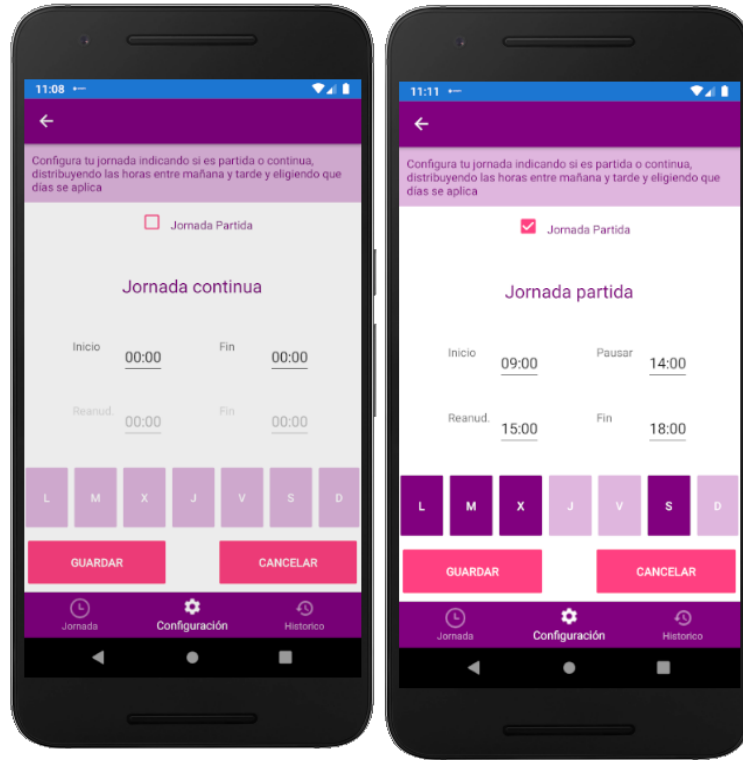 11:08
Configura tu jornada indicando si es partida o continua,
distribuyendo las horas entre mañana y tarde y eligiendo que
días se aplica
Jornada Partida
Jornada continua
Inicio 00:00 Fin 00:00
Reanud. 00:00 Fin 00:00
L M X J V S D
GUARDAR CANCELAR
Jornada Configuración Historico
11:11
Configura tu jornada indicando si es partida o continua,
distribuyendo las horas entre mañana y tarde y eligiendo que
días se aplica
Jornada Partida
Jornada partida
Inicio 09:00 Pausar 14:00
Reanud. 15:00 Fin 18:00
L M X J V S D
GUARDAR CANCELAR
Jornada Configuración Historico